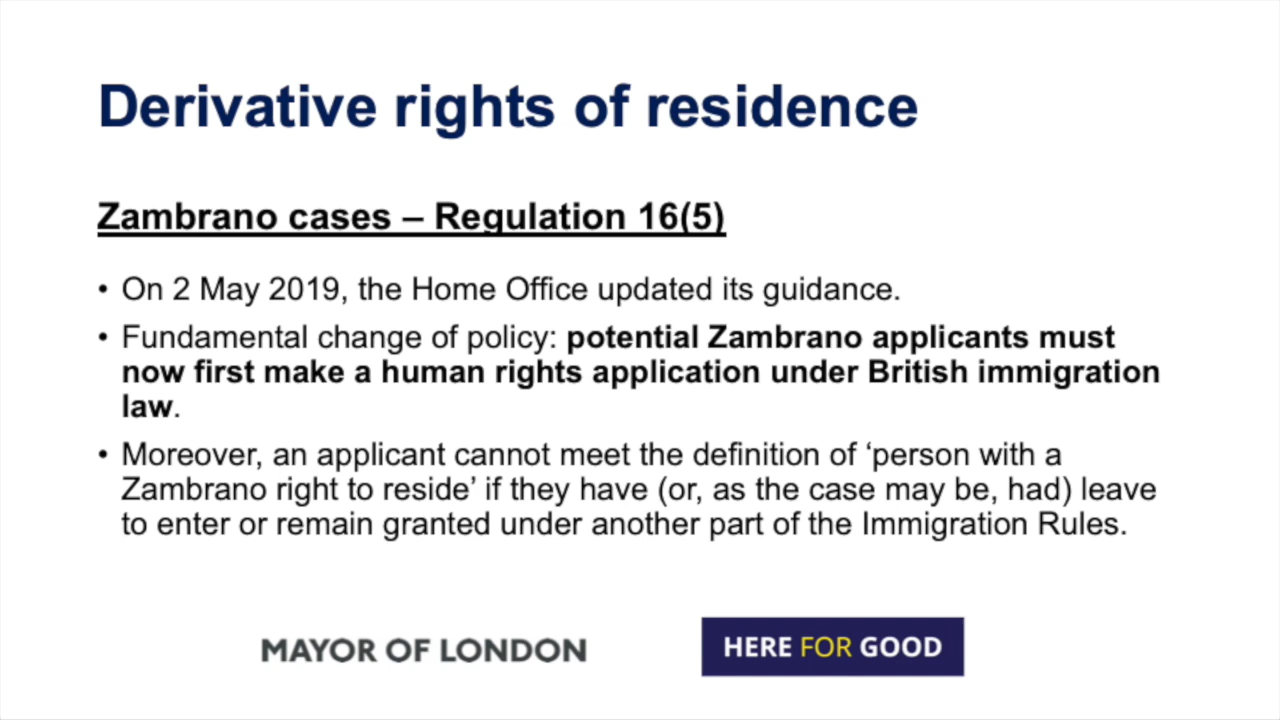 Derivative rights of residence
Zambrano cases – Regulation 16(5)
• On 2 May 2019, the Home Office updated its guidance.
• Fundamental change of policy: potential Zambrano applicants must
now first make a human rights application under British immigration
law.
• Moreover, an applicant cannot meet the definition of ‘person with a
Zambrano right to reside’ if they have (or, as the case may be, had) leave
to enter or remain granted under another part of the Immigration Rules.
MAYOR OF LONDON
HERE FOR GOOD